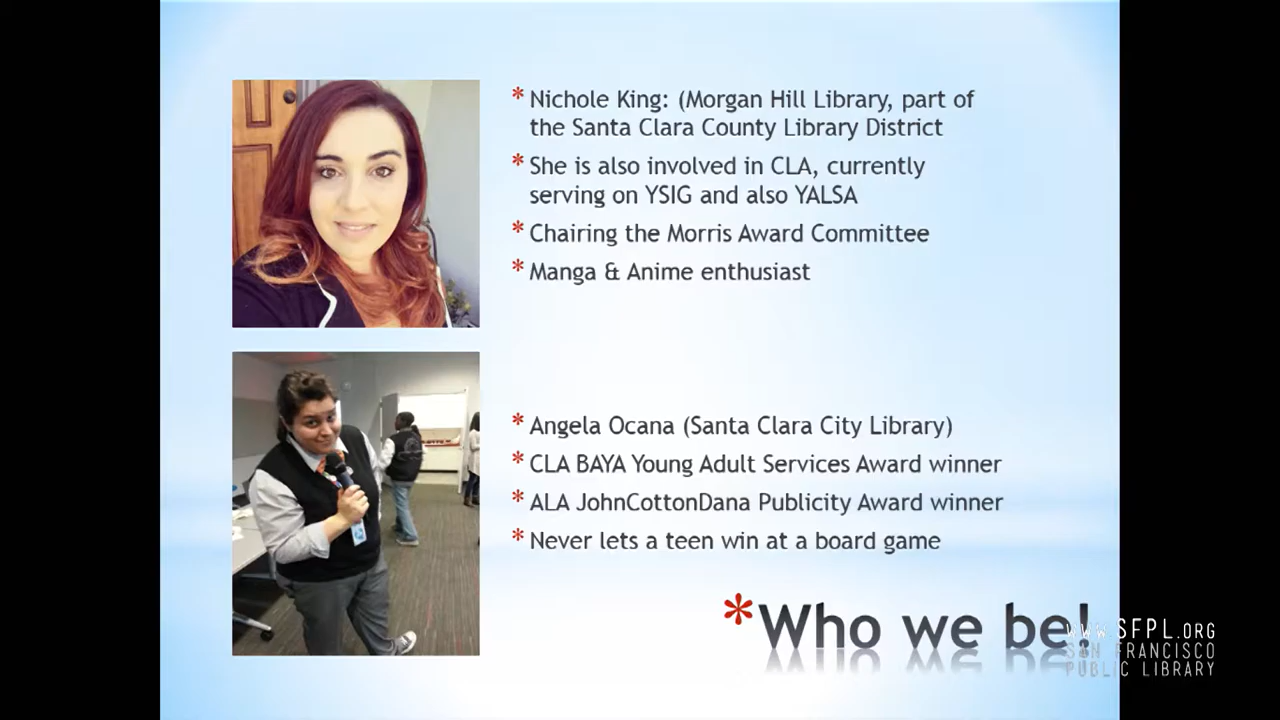 * Nichole King: (Morgan Hill Library, part of
the Santa Clara County Library District
* She is also involved in CLA, currently
serving on YSIG and also YALSA
* Chairing the Morris Award Committee
* Manga & Anime enthusiast
* Angela Ocana (Santa Clara City Library)
* CLA BAYA Young Adult Services Award winner
* ALA JohnCottonDana Publicity Award winner
* Never lets a teen win at a board game
*Who we be!
WWW.SFPL.ORG
SAN FRANCISCO
PUBLIC LIBRARY